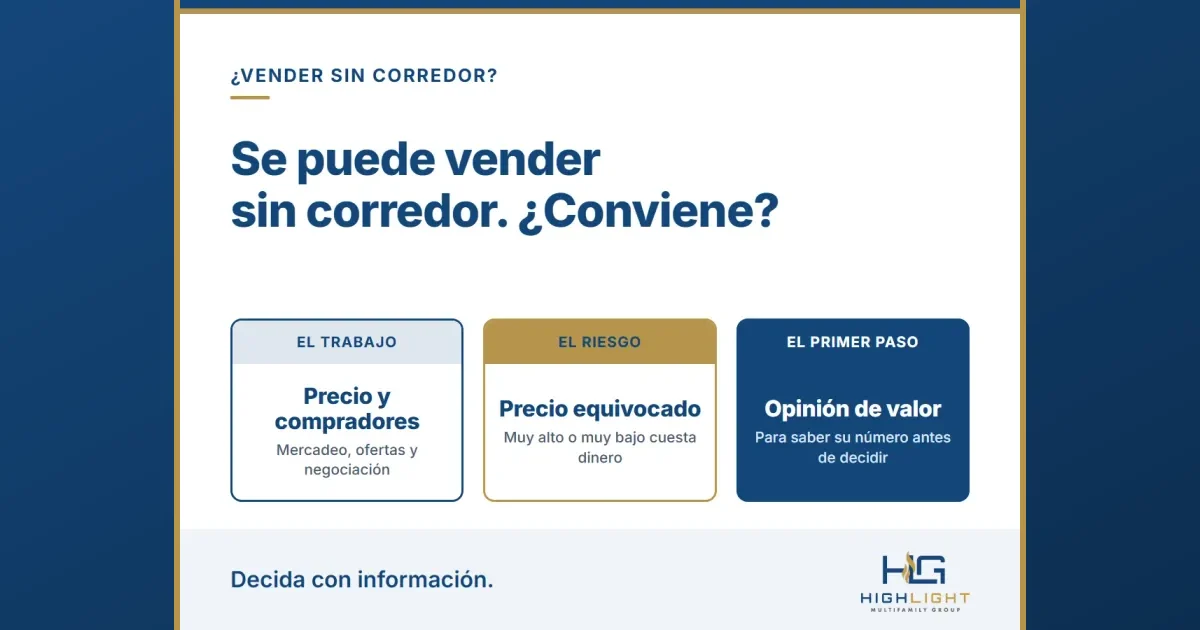 ¿VENDER SIN CORREDOR?
Se puede vender
sin corredor. ¿Conviene?
EL TRABAJO
Precio y
compradores
Mercadeo, ofertas y
negociación
EL RIESGO
Precio equivocado
Muy alto o muy bajo cuesta
dinero
EL PRIMER PASO
Opinión de valor
Para saber su número antes
de decidir
Decida con información.
HLG
HIGHLIGHT
MULTIFAMILY GROUP